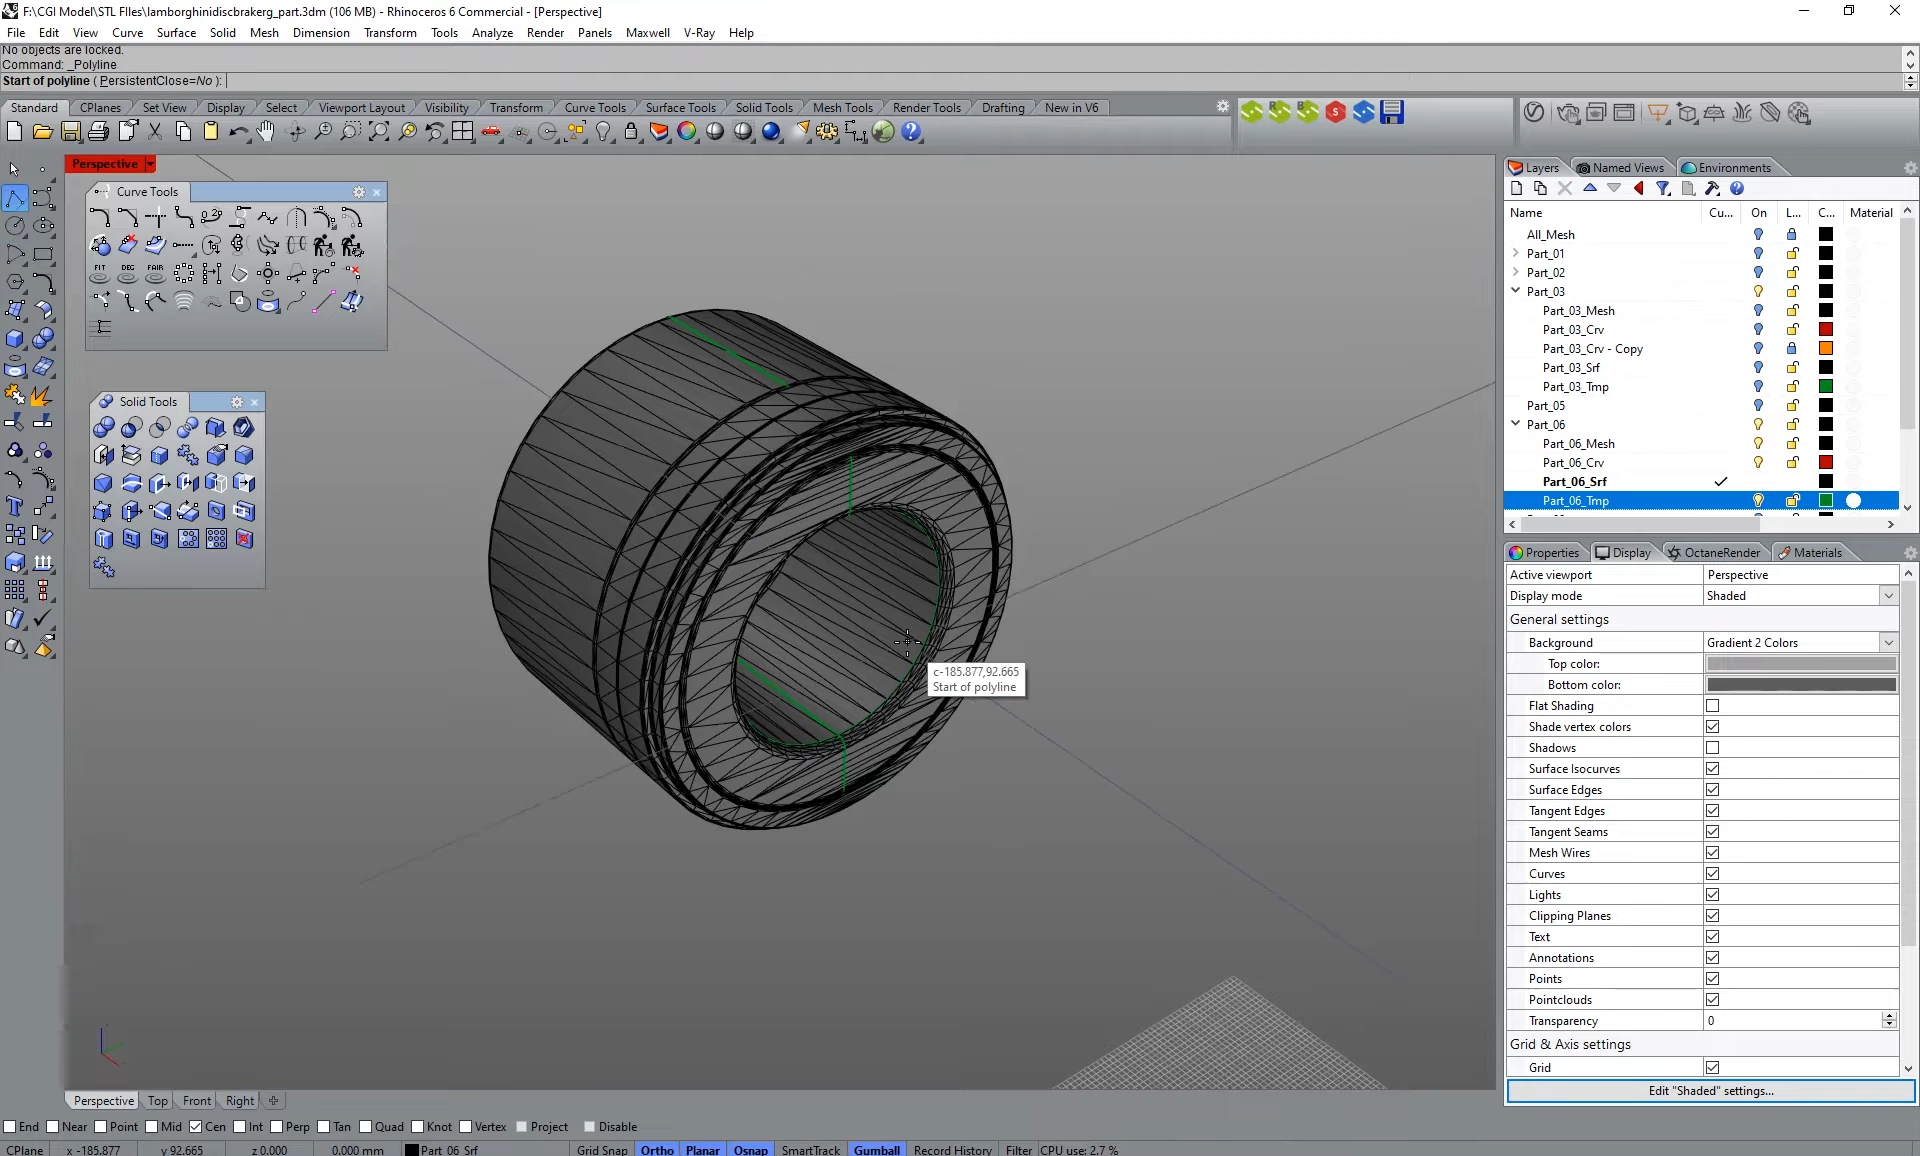 F:\CGI Model\STL FIles\lamborghinidiscbrakerg_part.3dm (106 MB) - Rhinoceros 6 Commercial - [Perspective]
File Edit View Curve Surface Solid Mesh Dimension Transform Tools Analyze Render Panels Maxwell V-Ray Help
No objects are locked.
Command: _Polyline
Start of polyline ( PersistentClose=No ):
Standard CPlanes Set View Display Select Viewport Layout Visibility Transform Curve Tools Surface Tools Solid Tools Mesh Tools Render Tools Drafting New in V6
Perspective
Curve Tools
FIT DEG FAIR
Solid Tools
c-185.877,92.665
Start of polyline
Layers Named Views Environments
Name Cu... On L... C... Material
All_Mesh
Part_01
Part_02
Part_03
Part_03_Mesh
Part_03_Crv
Part_03_Crv - Copy
Part_03_Srf
Part_03_Tmp
Part_05
Part_06
Part_06_Mesh
Part_06_Crv
Part_06_Srf
Part_06_Tmp
Properties Display OctaneRender Materials
Active viewport Perspective
Display mode Shaded
General settings
Background Gradient 2 Colors
Top color:
Bottom color:
Flat Shading
Shade vertex colors
Shadows
Surface Isocurves
Surface Edges
Tangent Edges
Tangent Seams
Mesh Wires
Curves
Lights
Clipping Planes
Text
Annotations
Points
Pointclouds
Transparency 0
Grid & Axis settings
Grid
Edit "Shaded" settings...
Perspective Top Front Right
End Near Point Mid Cen Int Perp Tan Quad Knot Vertex Project Disable
CPlane x -185.877 y 92.665 z 0.000 0.000 mm Part_06_Srf Grid Snap Ortho Planar Osnap SmartTrack Gumball Record History Filter CPU use: 2.7 %